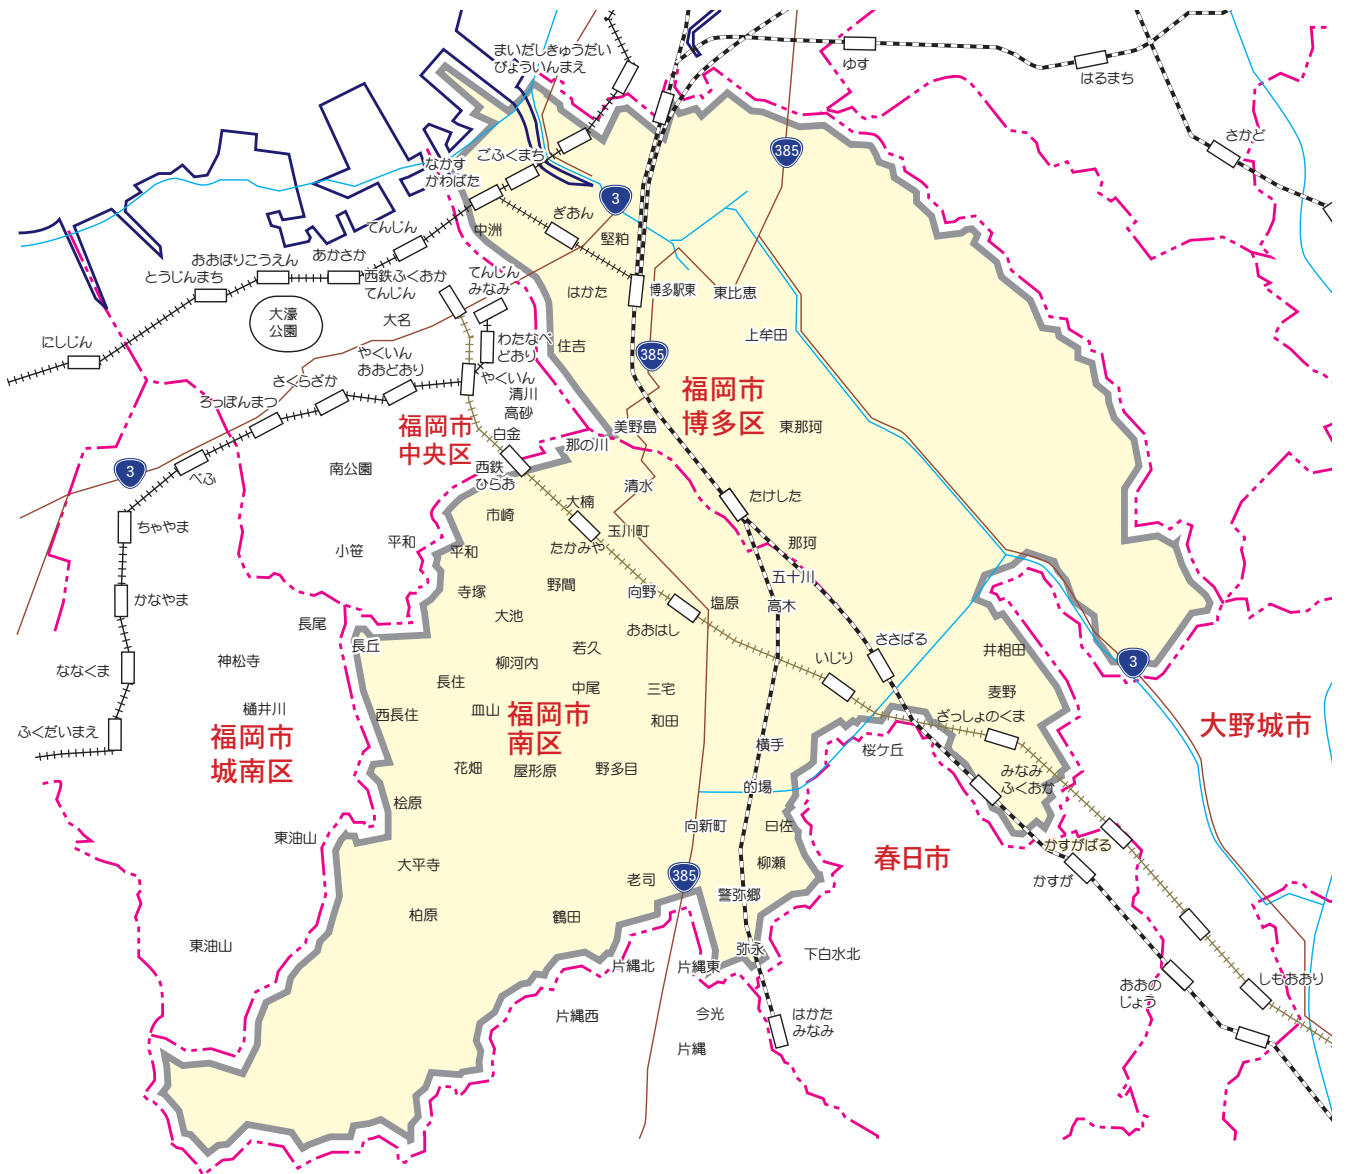 まいだしきゅうだい
びょういんまえ
ゆす
はるまち
さかど
385
3
ごふくまち
なかす
かわばた
ぎおん
中洲
堅粕
てんじん
あかさか
おおほりこうえん
とうじんまち
西鉄ふくおか
てんじん
てんじん
みなみ
はかた
博多駅東
東比恵
大濠
公園
大名
にしじん
わたなべ
どおり
住吉
上牟田
385
やくいん
おおどおり
さくらざか
やくいん
清川
高砂
ろっぽんまつ
福岡市
博多区
福岡市
中央区
白金
那の川
美野島
東那珂
3
べふ
南公園
西鉄
ひらお
清水
たけした
ちゃやま
市崎
大楠
玉川町
平和
小笹
平和
たかみや
那珂
かなやま
寺塚
野間
向野
五十川
塩原
高木
長尾
大池
おおはし
ささばる
長丘
若久
井相田
神松寺
柳河内
いじり
3
ななくま
長住
中尾
三宅
麦野
樋井川
西長住
皿山
福岡市
南区
和田
ざっしょのくま
大野城市
ふくだいまえ
福岡市
城南区
横手
桜ケ丘
花畑
屋形原
野多目
みなみ
ふくおか
桧原
的場
東油山
向新町
曰佐
かすがばる
春日市
大平寺
柳瀬
かすが
385
老司
警弥郷
柏原
鶴田
東油山
弥永
下白水北
片縄北
片縄東
しもおおり
おおの
じょう
片縄西
今光
はかた
みなみ
片縄